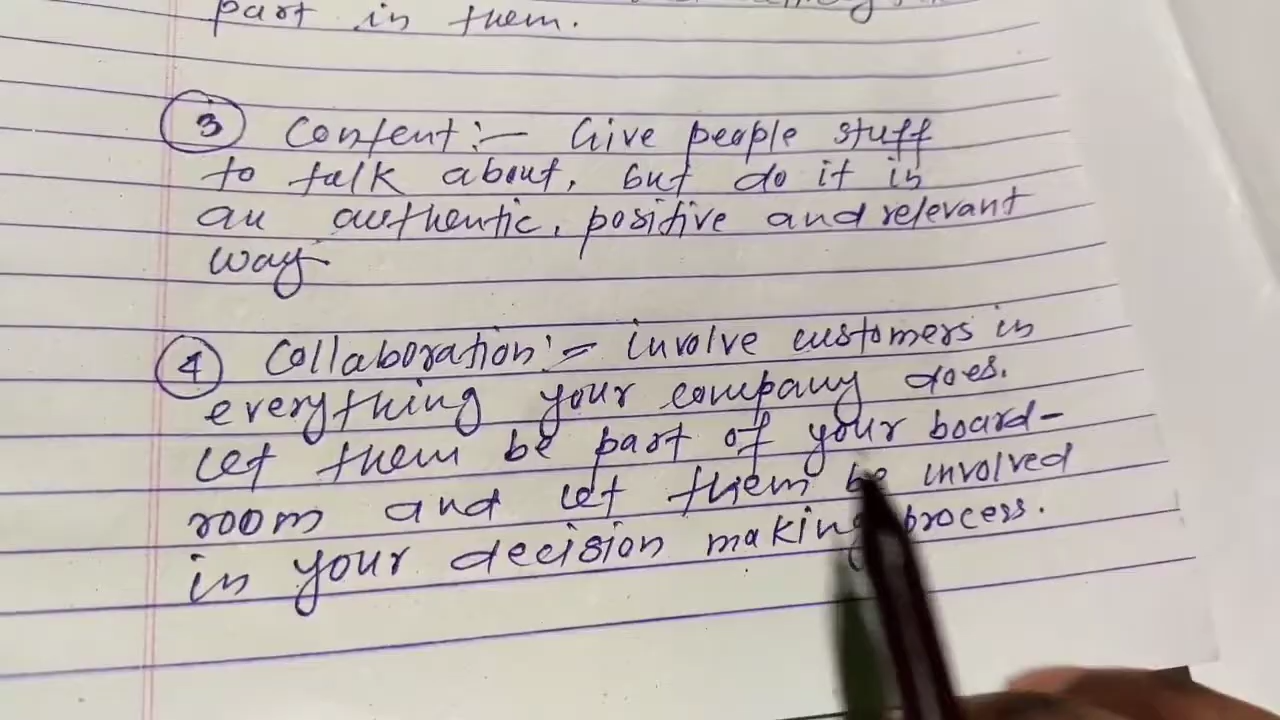 part in them.
3 Content:- Give people stuff
to talk about, but do it in
an authentic, positive and relevant
way
4 Collaboration:- involve customers in
everything your company does.
Let them be part of your board-
room and let them be involved
in your decision making process.